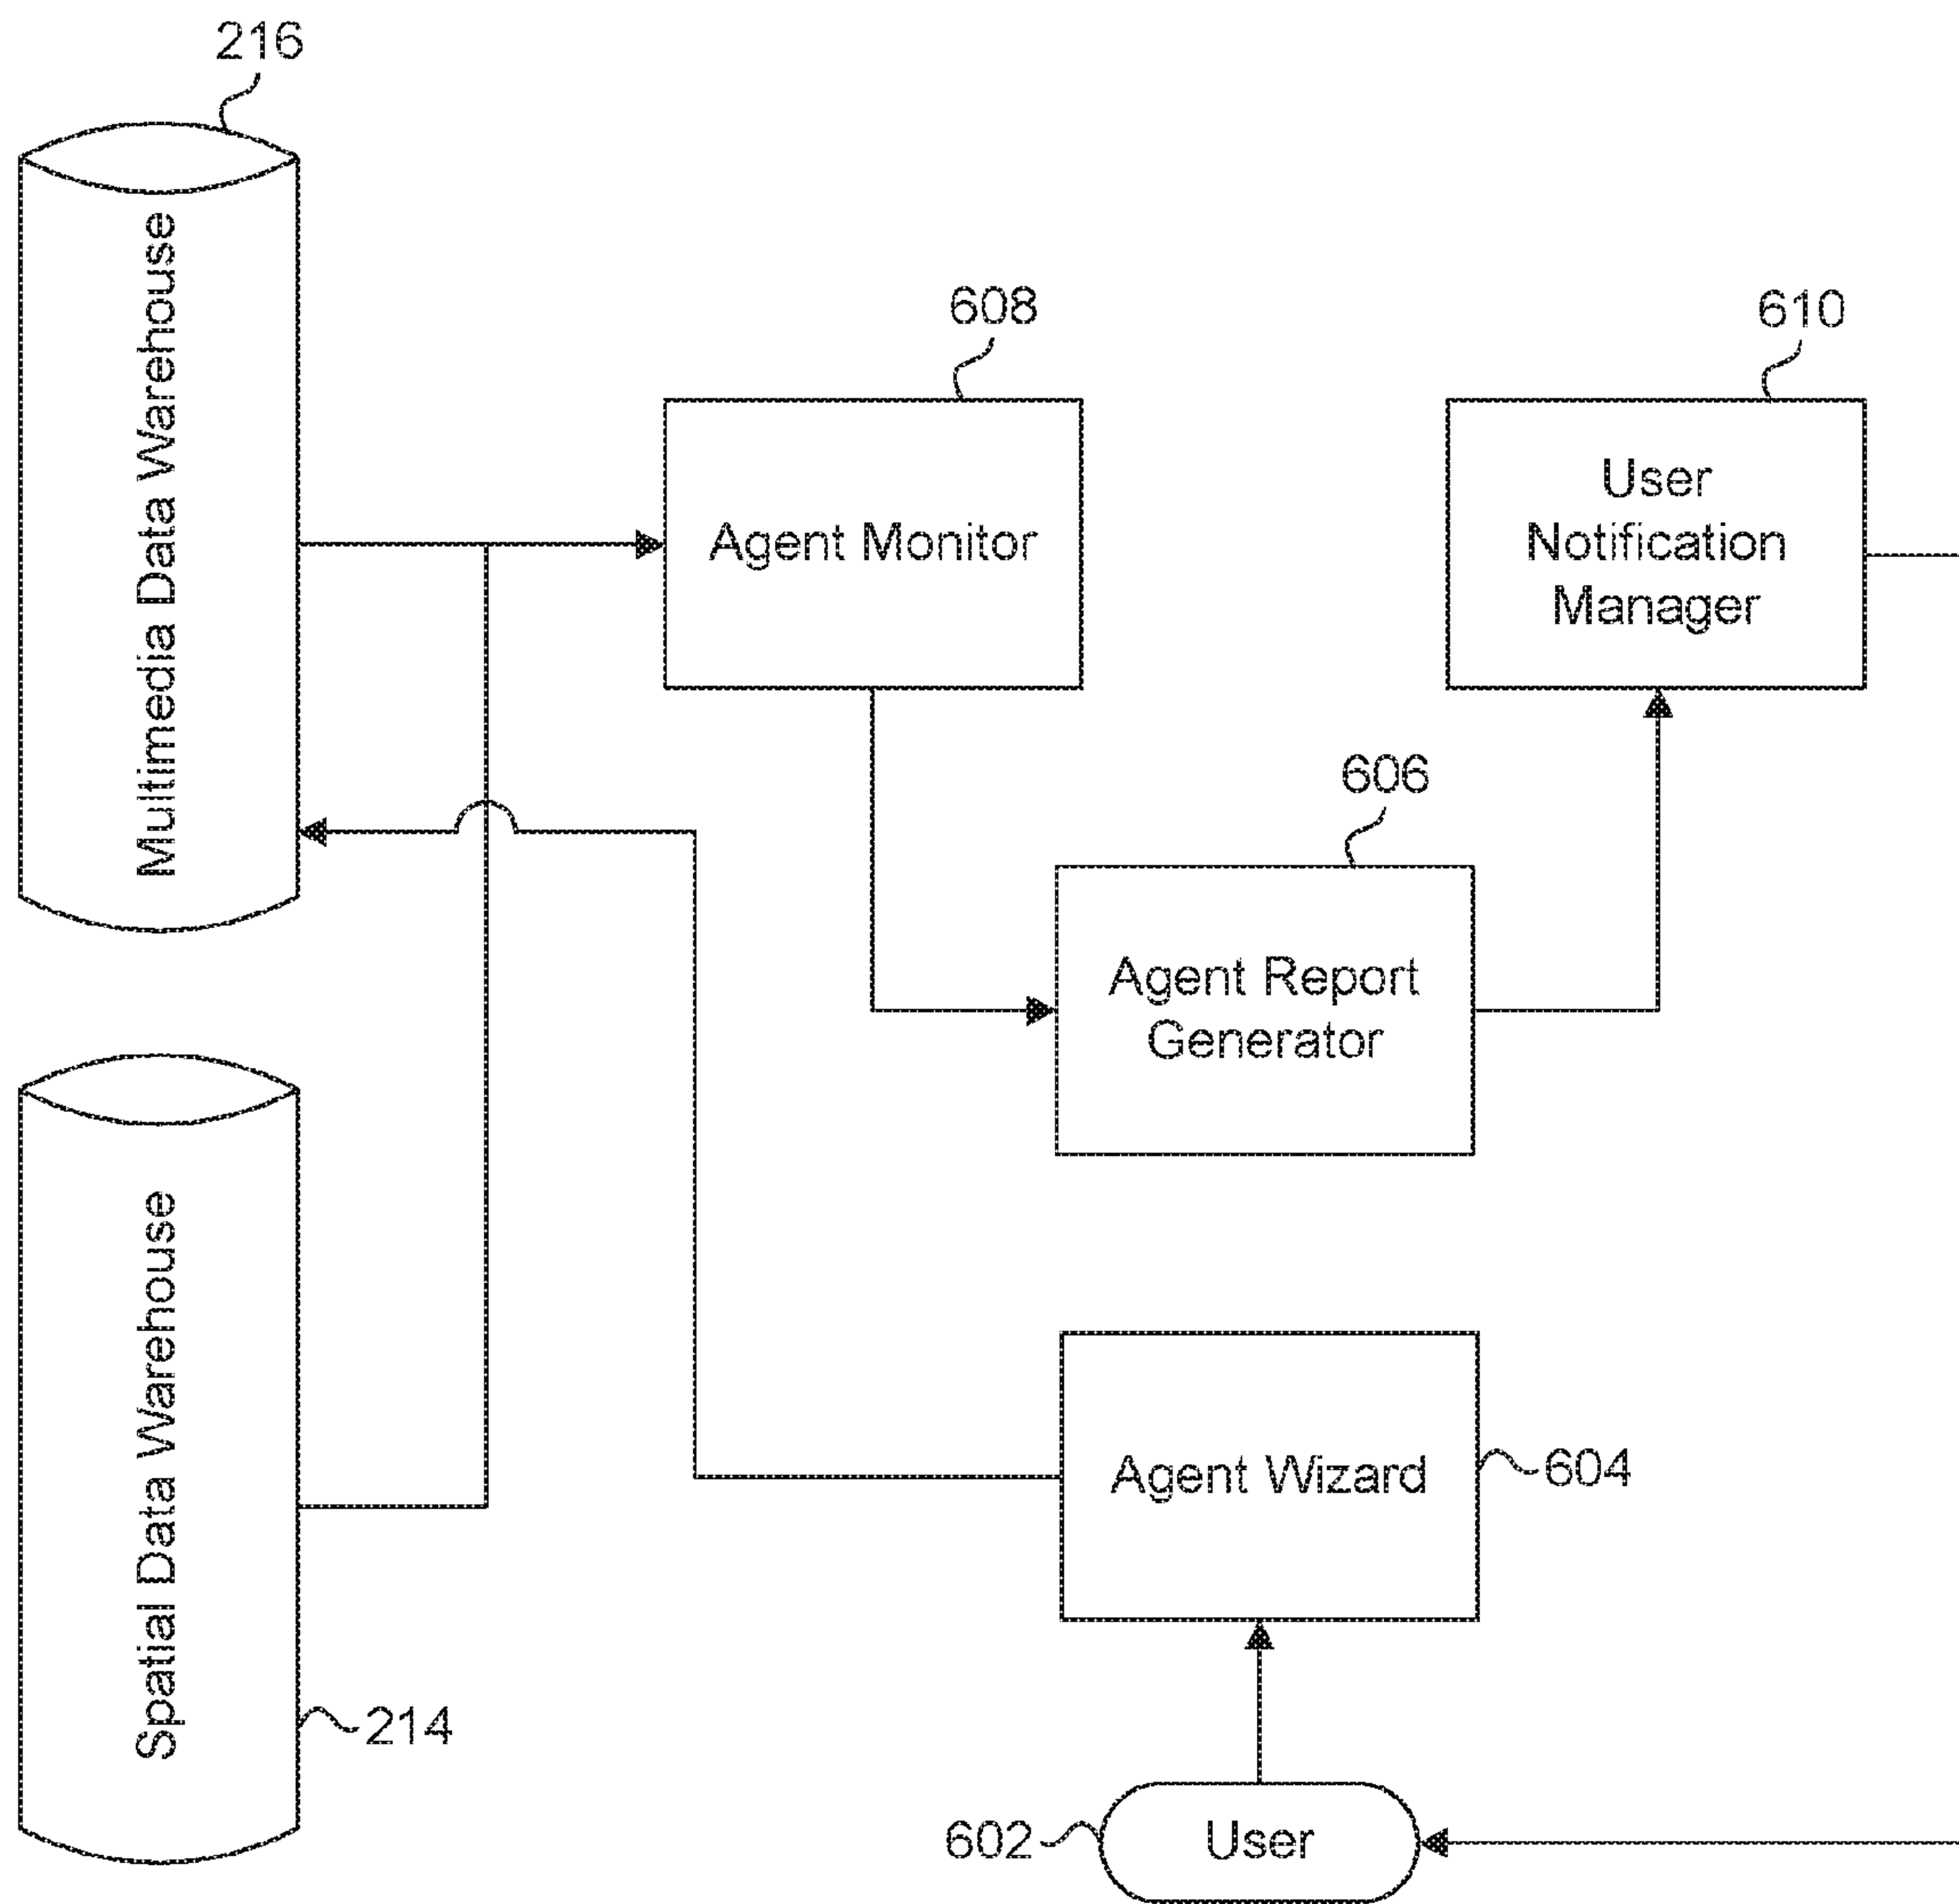 216
Multimedia Data Warehouse
608
Agent Monitor
610
User
Notification
Manager
606
Agent Report
Generator
Spatial Data Warehouse
214
Agent Wizard
604
602
User